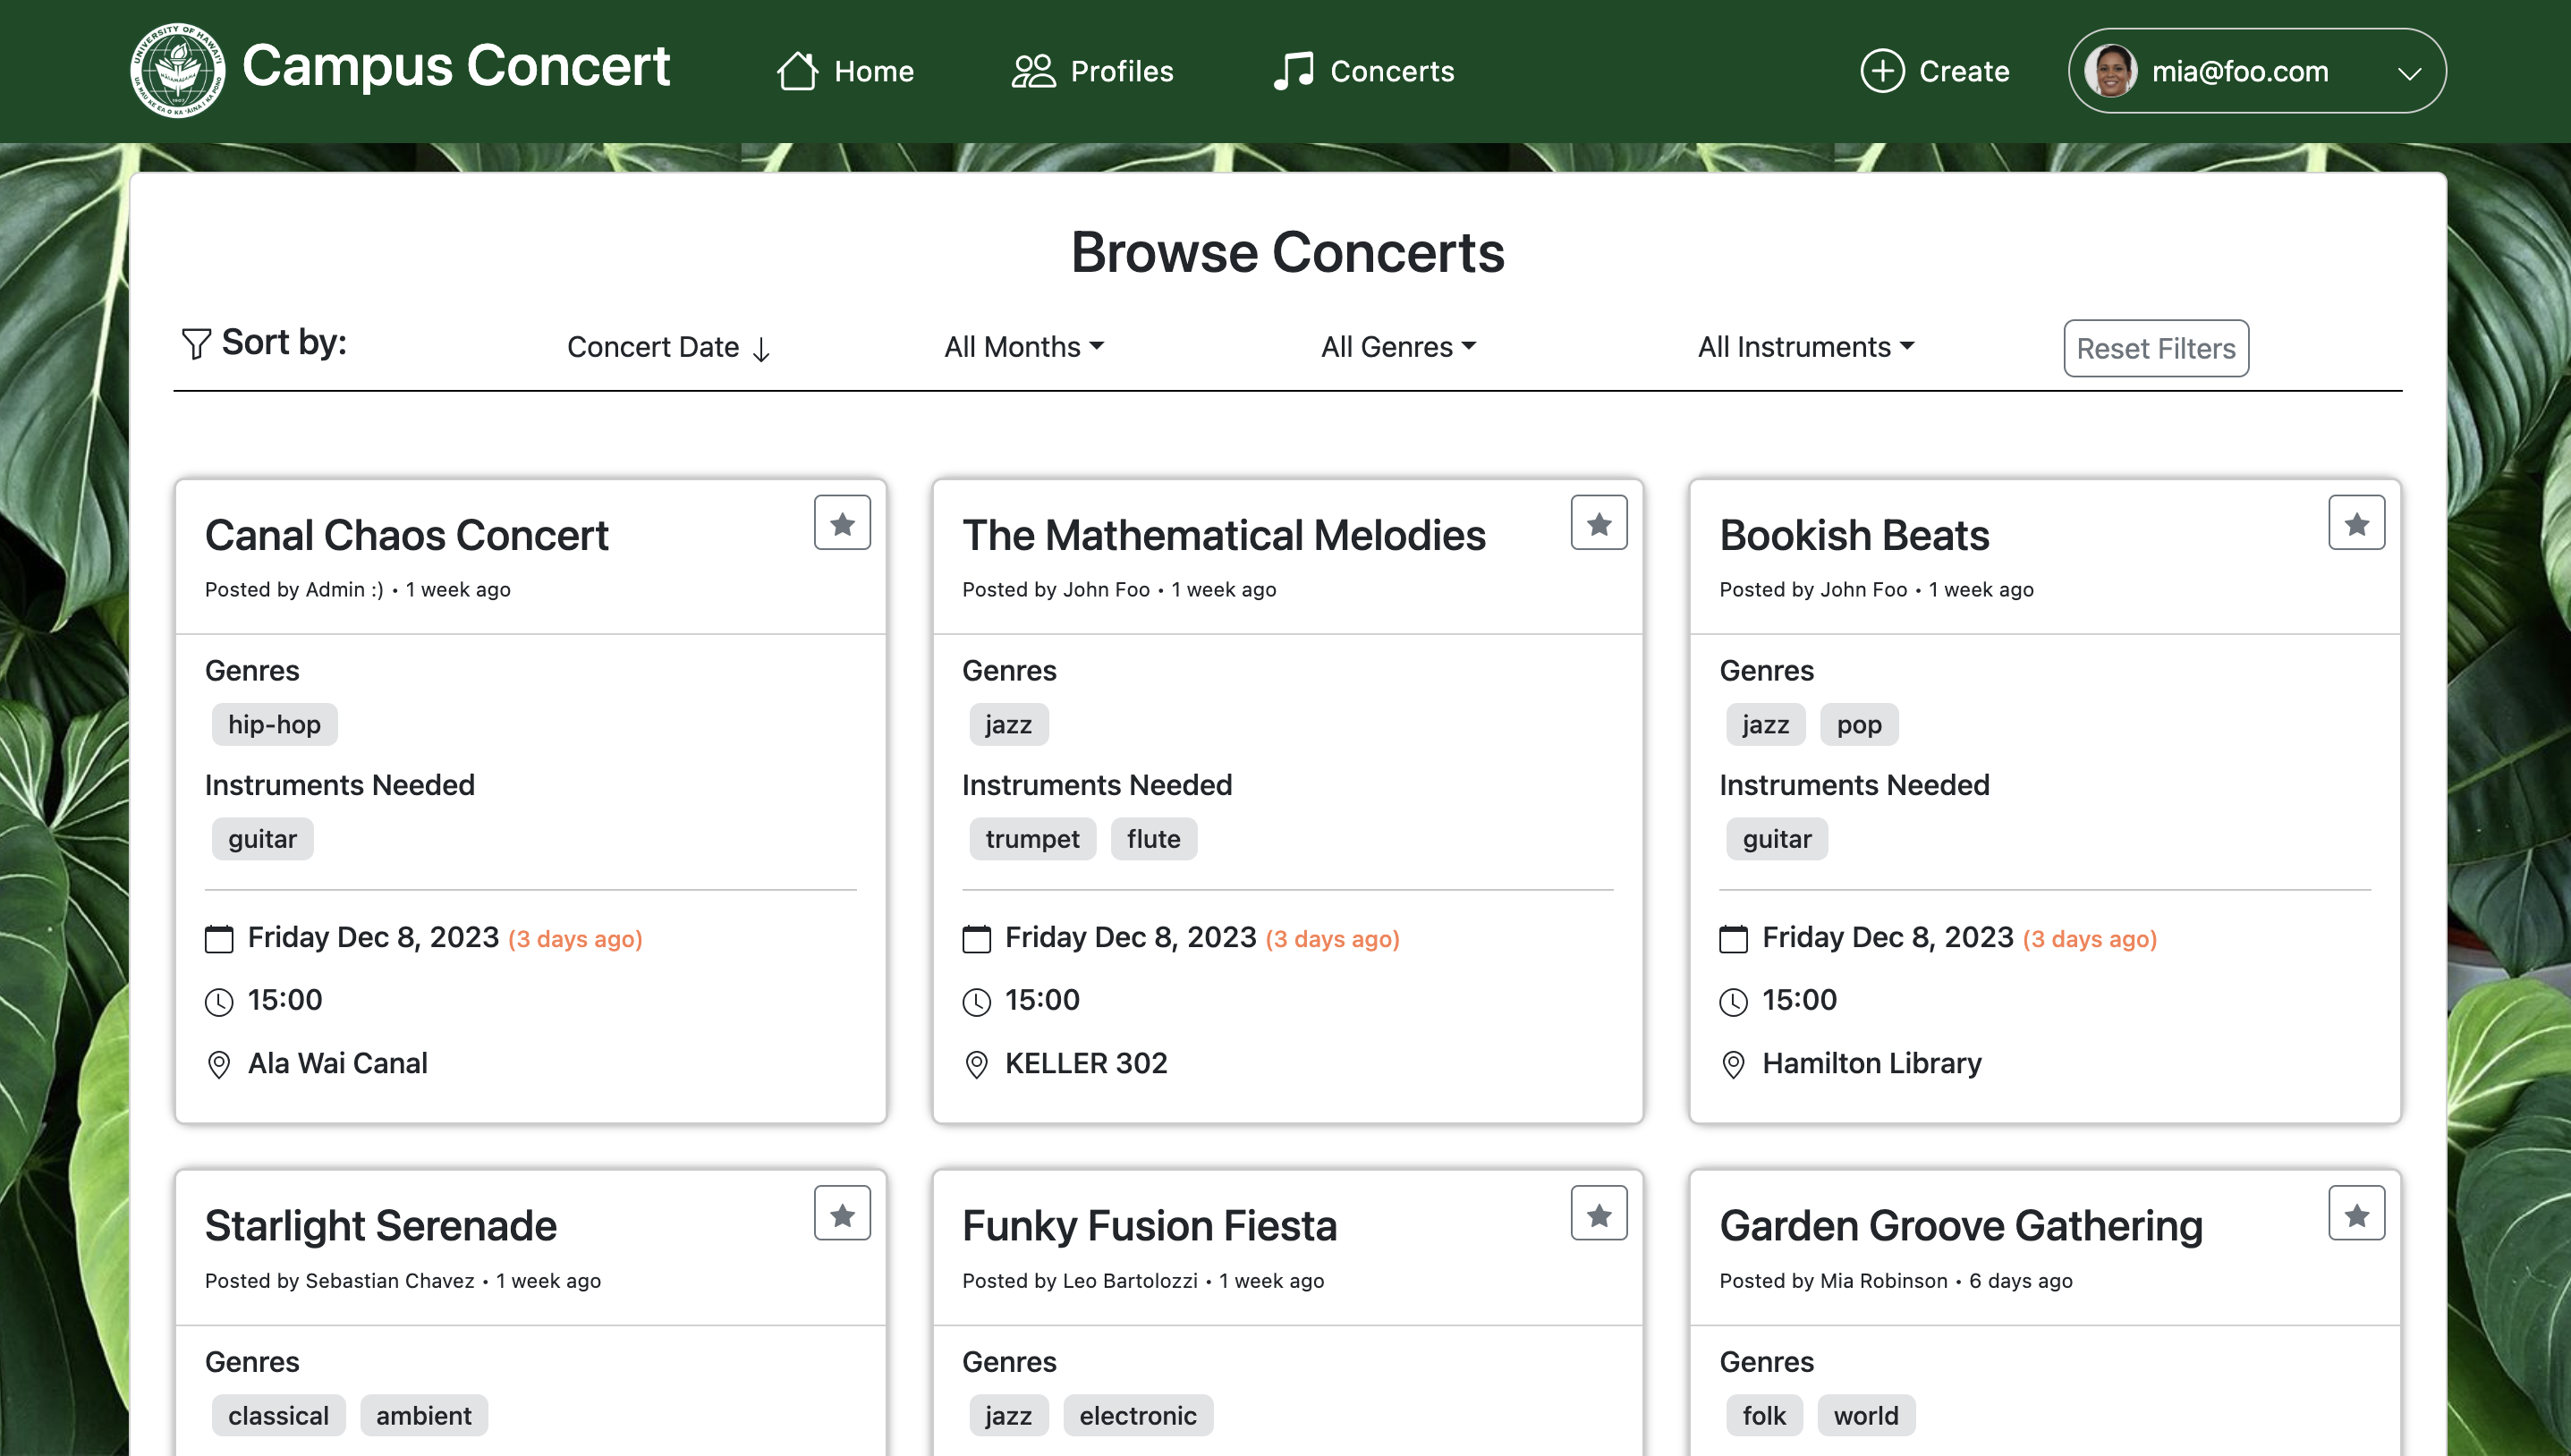 UNIVERSITY OF HAWAI'I
Campus Concert
Home
Profiles
Concerts
Create
mia@foo.com
Browse Concerts
Sort by:
Concert Date
All Months
All Genres
All Instruments
Reset Filters
Canal Chaos Concert
Posted by Admin :) • 1 week ago
Genres
hip-hop
Instruments Needed
guitar
Friday Dec 8, 2023 (3 days ago)
15:00
Ala Wai Canal
The Mathematical Melodies
Posted by John Foo • 1 week ago
Genres
jazz
Instruments Needed
trumpet flute
Friday Dec 8, 2023 (3 days ago)
15:00
KELLER 302
Bookish Beats
Posted by John Foo • 1 week ago
Genres
jazz pop
Instruments Needed
guitar
Friday Dec 8, 2023 (3 days ago)
15:00
Hamilton Library
Starlight Serenade
Posted by Sebastian Chavez • 1 week ago
Genres
classical ambient
Funky Fusion Fiesta
Posted by Leo Bartolozzi • 1 week ago
Genres
jazz electronic
Garden Groove Gathering
Posted by Mia Robinson • 6 days ago
Genres
folk world